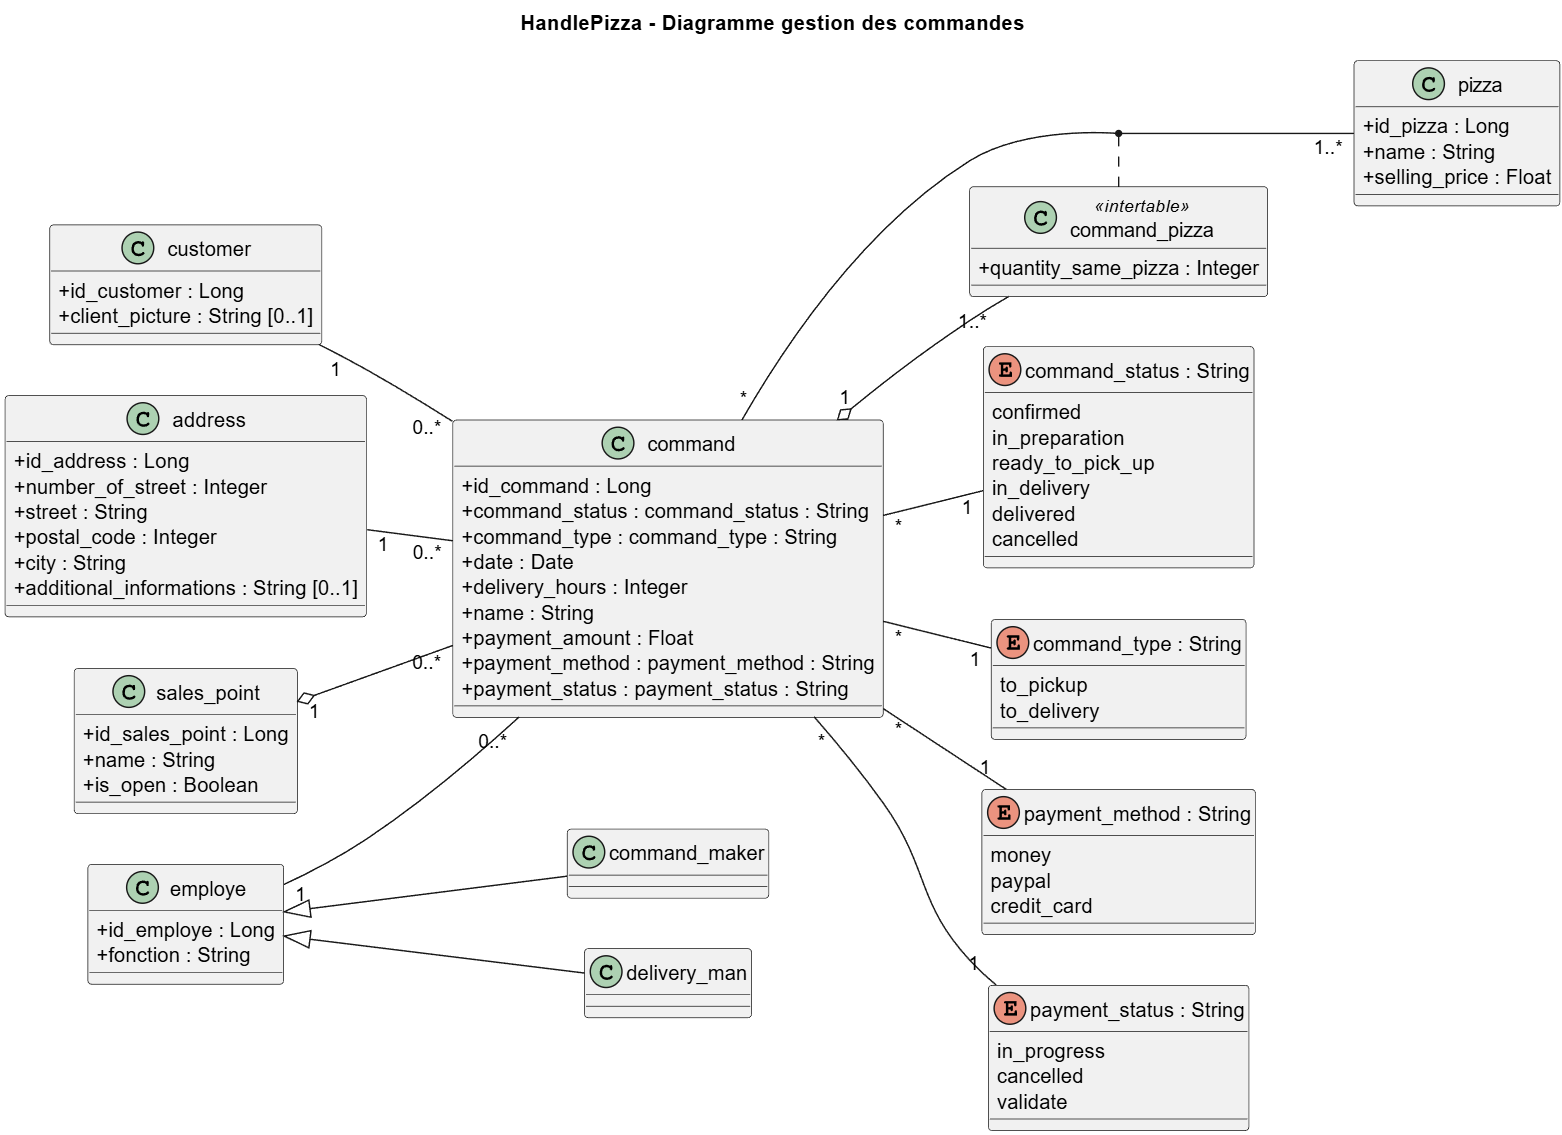 HandlePizza - Diagramme gestion des commandes
C pizza
+id_pizza : Long
+name : String
+selling_price : Float
1..*
«intertable»
C command_pizza
+quantity_same_pizza : Integer
1..*
1
*
C customer
+id_customer : Long
+client_picture : String [0..1]
1
0..*
C address
+id_address : Long
+number_of_street : Integer
+street : String
+postal_code : Integer
+city : String
+additional_informations : String [0..1]
1
0..*
C command
+id_command : Long
+command_status : command_status : String
+command_type : command_type : String
+date : Date
+delivery_hours : Integer
+name : String
+payment_amount : Float
+payment_method : payment_method : String
+payment_status : payment_status : String
E command_status : String
confirmed
in_preparation
ready_to_pick_up
in_delivery
delivered
cancelled
*
1
E command_type : String
to_pickup
to_delivery
*
1
C sales_point
+id_sales_point : Long
+name : String
+is_open : Boolean
1
0..*
E payment_method : String
money
paypal
credit_card
*
1
C employe
+id_employe : Long
+fonction : String
1
0..*
C command_maker
C delivery_man
E payment_status : String
in_progress
cancelled
validate
*
1